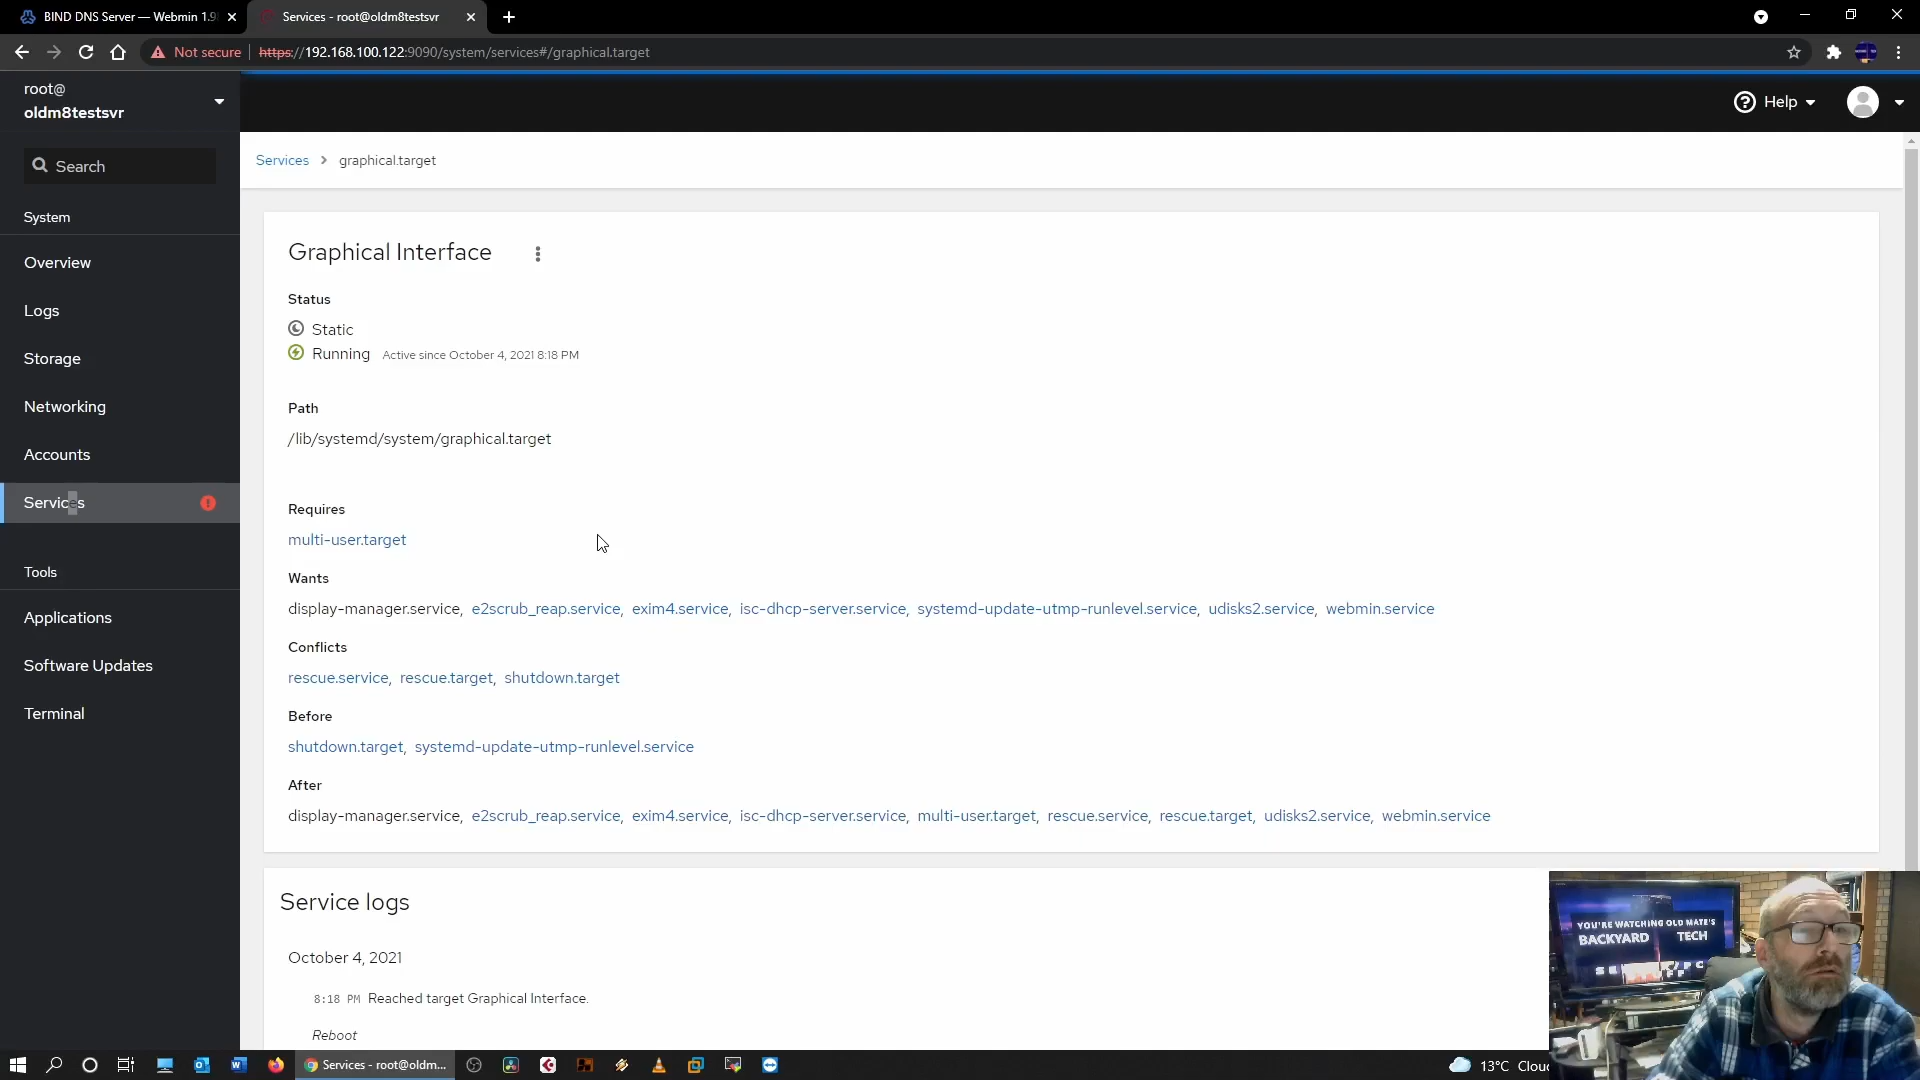 BIND DNS Server — Webmin 1.9
Services - root@oldm8testsvr
Not secure
https://192.168.100.122:9090/system/services#/graphical.target
root@
oldm8testsvr
Help
Search
Services > graphical.target
System
Overview
Logs
Storage
Networking
Accounts
Services
Tools
Applications
Software Updates
Terminal
Graphical Interface
Status
Static
Running Active since October 4, 2021 8:18 PM
Path
/lib/systemd/system/graphical.target
Requires
multi-user.target
Wants
display-manager.service, e2scrub_reap.service, exim4.service, isc-dhcp-server.service, systemd-update-utmp-runlevel.service, udisks2.service, webmin.service
Conflicts
rescue.service, rescue.target, shutdown.target
Before
shutdown.target, systemd-update-utmp-runlevel.service
After
display-manager.service, e2scrub_reap.service, exim4.service, isc-dhcp-server.service, multi-user.target, rescue.service, rescue.target, udisks2.service, webmin.service
Service logs
October 4, 2021
8:18 PM Reached target Graphical Interface.
Reboot
YOU'RE WATCHING OLD MATE'S
BACKYARD TECH
Services - root@oldm...
13°C Clou